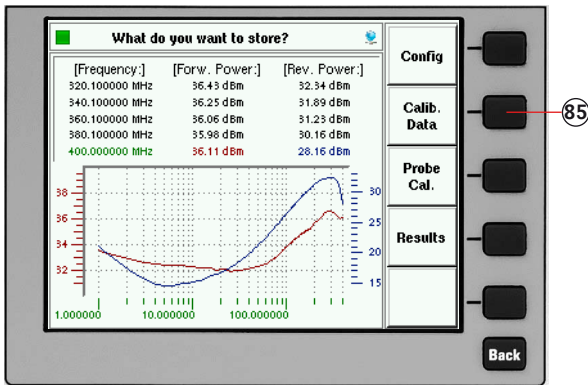 What do you want to store?
[Frequency:] [Forw. Power:] [Rev. Power:]
320.100000 MHz 36.43 dBm 32.34 dBm
340.100000 MHz 36.25 dBm 31.89 dBm
360.100000 MHz 36.06 dBm 31.23 dBm
380.100000 MHz 35.98 dBm 30.16 dBm
400.000000 MHz 36.11 dBm 28.16 dBm
38
36
34
32
30
25
20
15
1.000000 10.000000 100.000000
Config
Calib.
Data
Probe
Cal.
Results
Back
85